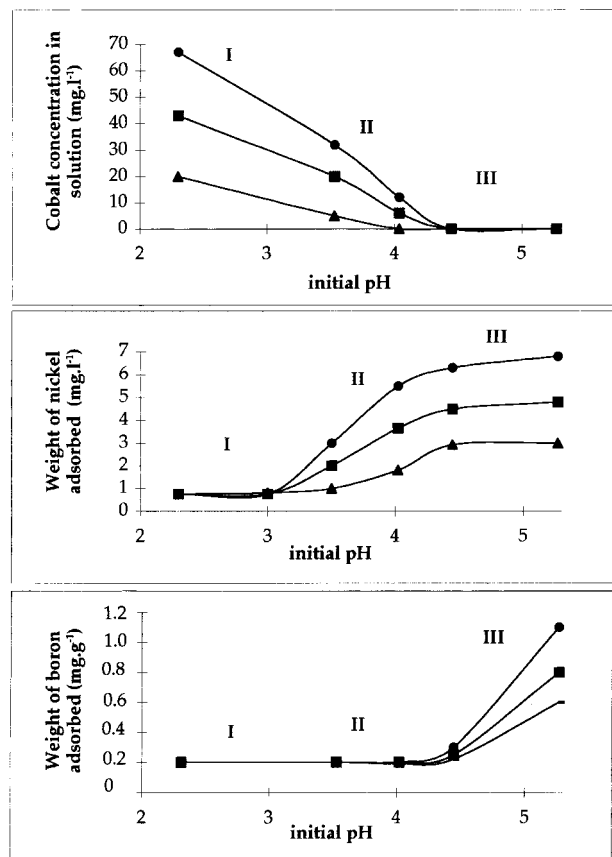 Cobalt concentration in
solution (mg.l⁻¹)
70
60
50
40
30
20
10
0
I
II
III
2 3 4 5
initial pH
Weight of nickel
adsorbed (mg.l⁻¹)
7
6
5
4
3
2
1
0
I
II
III
2 3 4 5
initial pH
Weight of boron
adsorbed (mg.g⁻¹)
1.2
0.8
0.6
0.4
0.2
0
I
II
III
2 3 4 5
initial pH